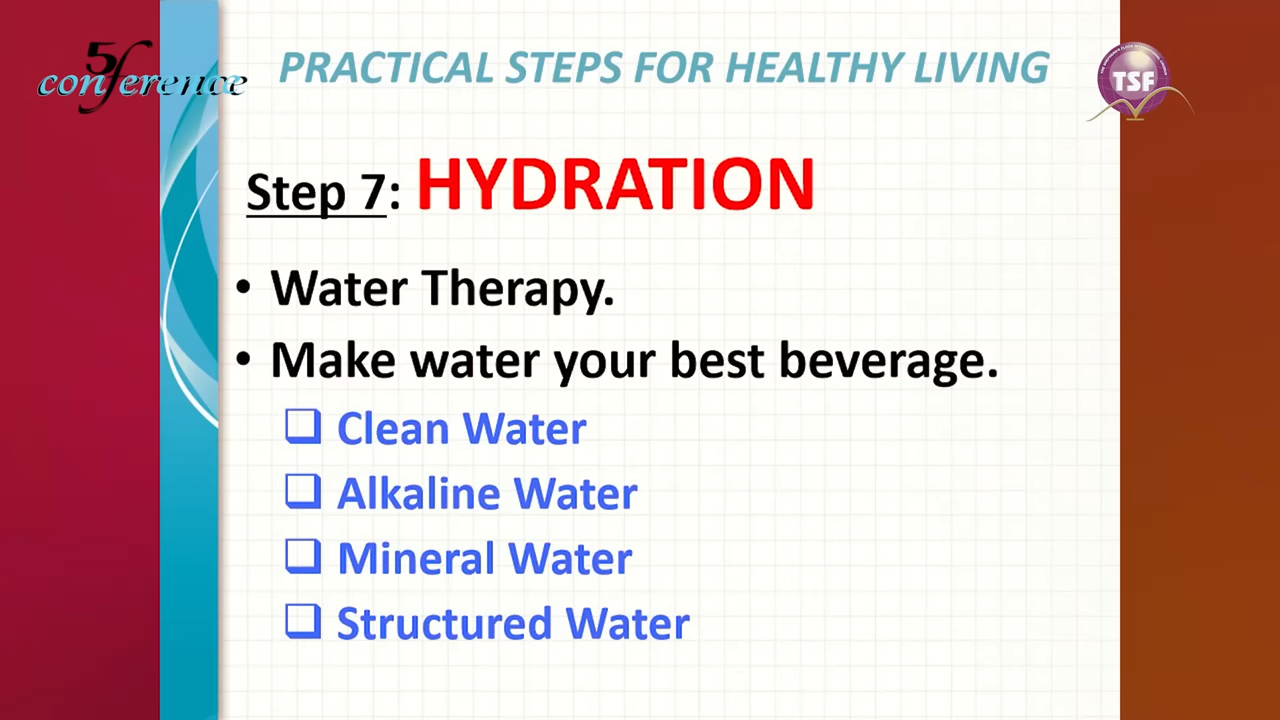 5f
conference
PRACTICAL STEPS FOR HEALTHY LIVING
TSF
Step 7: HYDRATION
• Water Therapy.
• Make water your best beverage.
❑ Clean Water
❑ Alkaline Water
❑ Mineral Water
❑ Structured Water